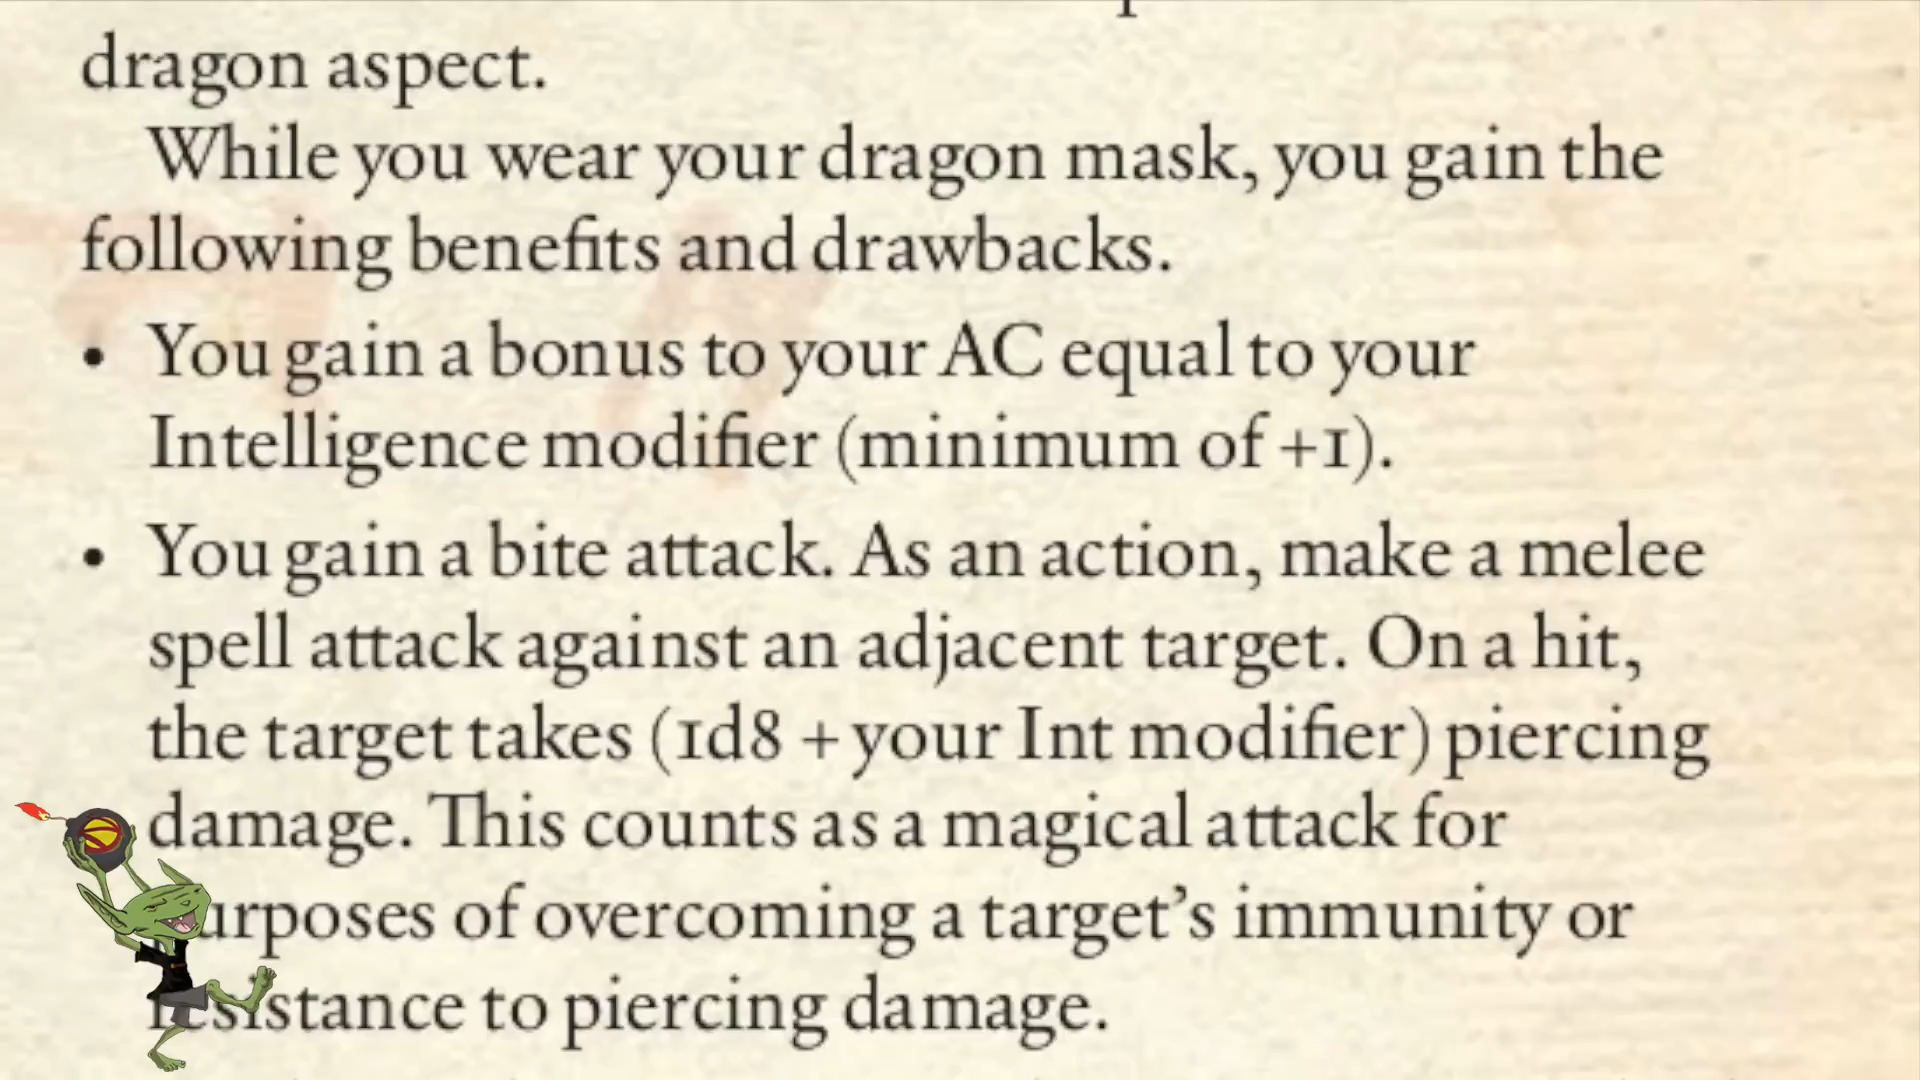 dragon aspect.
While you wear your dragon mask, you gain the
following benefits and drawbacks.
• You gain a bonus to your AC equal to your
Intelligence modifier (minimum of +1).
• You gain a bite attack. As an action, make a melee
spell attack against an adjacent target. On a hit,
the target takes (1d8 + your Int modifier) piercing
damage. This counts as a magical attack for
urposes of overcoming a target's immunity or
resistance to piercing damage.